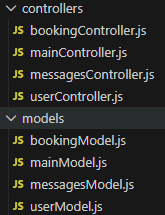 controllers
JS bookingController.js
JS mainController.js
JS messagesController.js
JS userController.js
models
JS bookingModel.js
JS mainModel.js
JS messagesModel.js
JS userModel.js